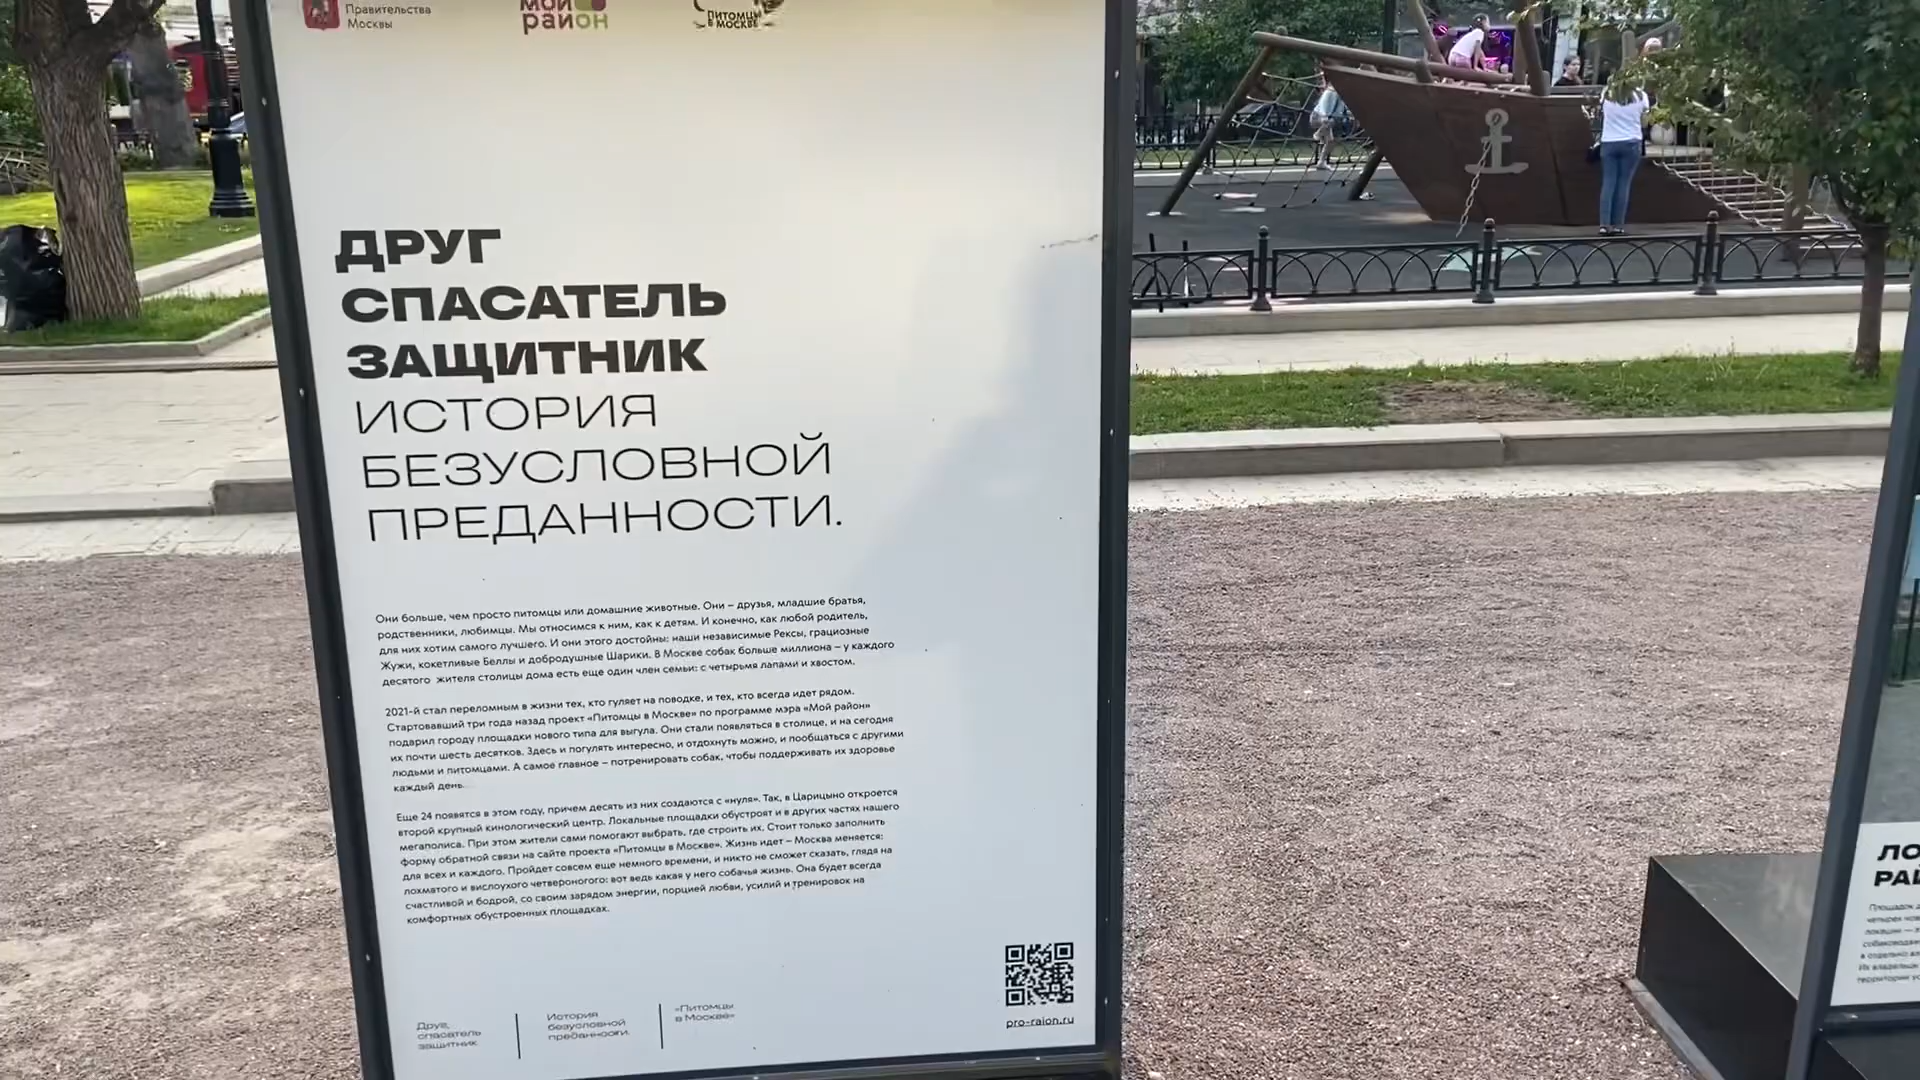 Правительства
Москвы
мой
район
ПИТОМЦЫ
В МОСКВЕ
ДРУГ
СПАСАТЕЛЬ
ЗАЩИТНИК
ИСТОРИЯ
БЕЗУСЛОВНОЙ
ПРЕДАННОСТИ.
Они больше, чем просто питомцы или домашние животные. Они – друзья, младшие братья,
родственники, любимцы. Мы относимся к ним, как к детям. И конечно, как любой родитель,
для них хотим самого лучшего. И они этого достойны: наши независимые Рексы, грациозные
Жужи, кокетливые Беллы и добродушные Шарики. В Москве собак больше миллиона – у каждого
десятого жителя столицы дома есть еще один член семьи: с четырьмя лапами и хвостом.
2021-й стал переломным в жизни тех, кто гуляет на поводке, и тех, кто всегда идет рядом.
Стартовавший три года назад проект «Питомцы в Москве» по программе мэра «Мой район»
подарил городу площадки нового типа для выгула. Они стали появляться в столице, и на сегодня
их почти шесть десятков. Здесь и погулять интересно, и отдохнуть можно, и пообщаться с другими
людьми и питомцами. А самое главное – потренировать собак, чтобы поддерживать их здоровье
каждый день.
Еще 24 появятся в этом году, причем десять из них создаются с «нуля». Так, в Царицыно откроется
второй крупный кинологический центр. Локальные площадки обустроят и в других частях нашего
мегаполиса. При этом жители сами помогают выбрать, где строить их. Стоит только заполнить
форму обратной связи на сайте проекта «Питомцы в Москве». Жизнь идет – Москва меняется:
для всех и каждого. Пройдет совсем еще немного времени, и никто не сможет сказать, глядя на
лохматого и вислоухого четвероногого: вот ведь какая у него собачья жизнь. Она будет всегда
счастливой и бодрой, со своим зарядом энергии, порцией любви, усилий и тренировок на
комфортных обустроенных площадках.
Друг,
спасатель
защитник
История
безусловной
преданности
«Питомцы
в Москве»
pro-raion.ru
ЛО
РАЙ
Площадок
четырех нов
локации —
собаководам
в отдельно
Их владельцы
территории